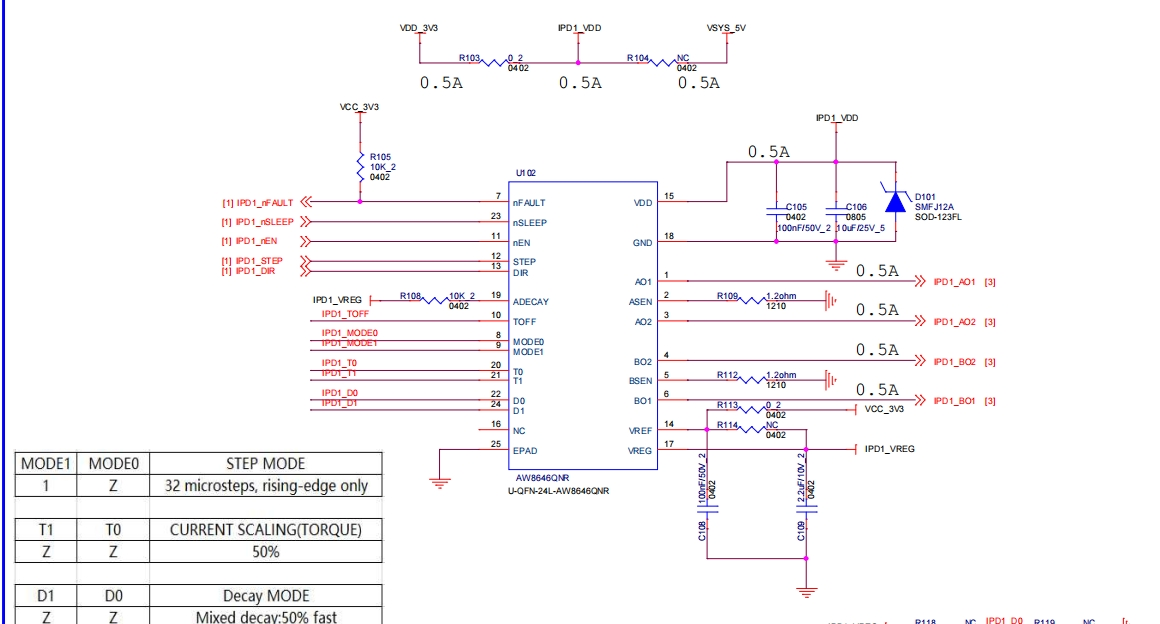 VDD_3V3 IPD1_VDD VSYS_5V
R103 0_2 R104 NC
0402 0402
0.5A 0.5A 0.5A
VCC_3V3
IPD1_VDD
R105
10K_2
0402
0.5A
U102
[1] IPD1_nFAULT 7 nFAULT VDD 15
D101
SMFJ12A
SOD-123FL
C105 C106
0402 0805
100nF/50V_2 10uF/25V_5
[1] IPD1_nSLEEP 23 nSLEEP
[1] IPD1_nEN 11 nEN GND 18
[1] IPD1_STEP 12 STEP
[1] IPD1_DIR 13 DIR
0.5A
AO1 1 IPD1_AO1 [3]
IPD1_VREG R108 10K_2 19 ADECAY ASEN 2 R109 1.2ohm
0402 1210
0.5A
IPD1_TOFF 10 TOFF AO2 3 IPD1_AO2 [3]
IPD1_MODE0 8 MODE0
IPD1_MODE1 9 MODE1
0.5A
BO2 4 IPD1_BO2 [3]
IPD1_T0 20 T0
IPD1_T1 21 T1 BSEN 5 R112 1.2ohm
1210
0.5A
IPD1_D0 22 D0 BO1 6 IPD1_BO1 [3]
IPD1_D1 24 D1 R113 0_2 VCC_3V3
0402
16 NC VREF 14 R114 NC
0402
25 EPAD VREG 17 IPD1_VREG
C108 100nF/50V_2 0402
C109 2.2uF/10V_2 0402
AW8646QNR
U-QFN-24L-AW8646QNR
MODE1 MODE0 STEP MODE
1 Z 32 microsteps, rising-edge only
T1 T0 CURRENT SCALING(TORQUE)
Z Z 50%
D1 D0 Decay MODE
Z Z Mixed decay:50% fast
R118 NC IPD1_D0 R119 NC